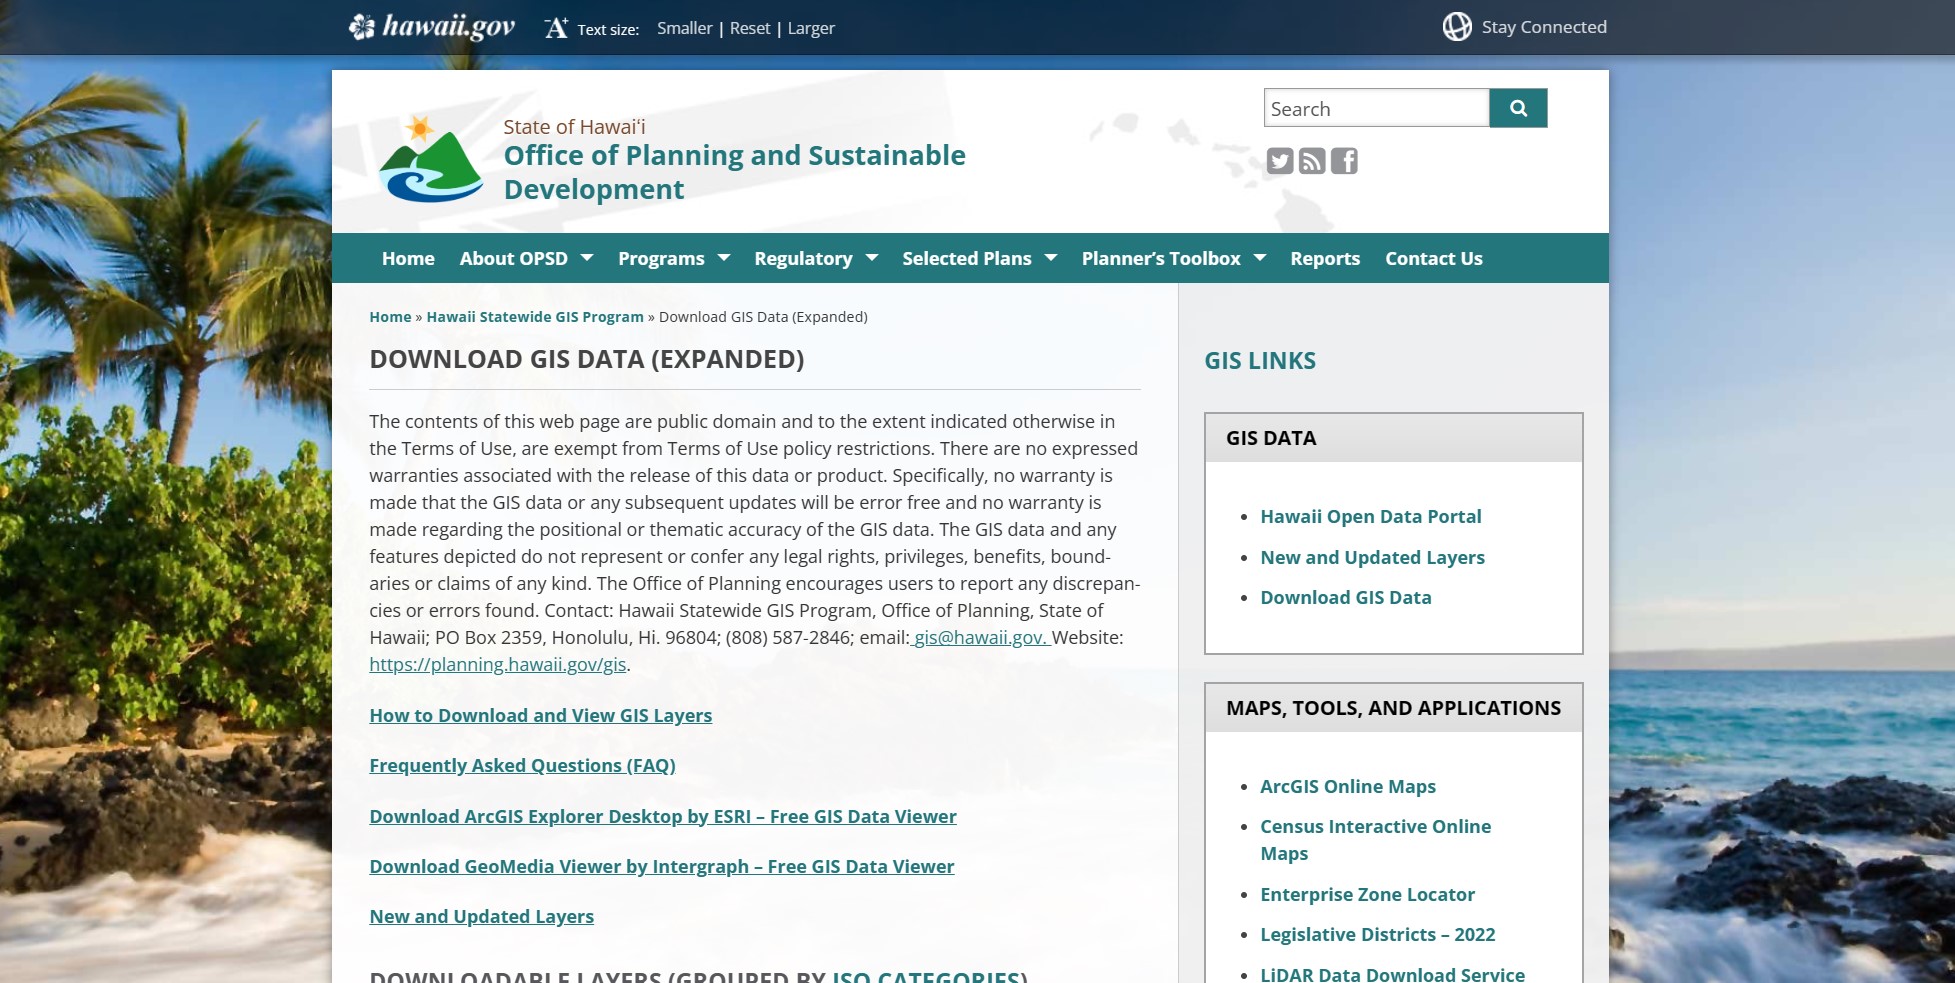 hawaii.gov
Text size: Smaller | Reset | Larger
Stay Connected
State of Hawaiʻi
Office of Planning and Sustainable
Development
Search
Home About OPSD Programs Regulatory Selected Plans Planner’s Toolbox Reports Contact Us
Home » Hawaii Statewide GIS Program » Download GIS Data (Expanded)
DOWNLOAD GIS DATA (EXPANDED)
The contents of this web page are public domain and to the extent indicated otherwise in
the Terms of Use, are exempt from Terms of Use policy restrictions. There are no expressed
warranties associated with the release of this data or product. Specifically, no warranty is
made that the GIS data or any subsequent updates will be error free and no warranty is
made regarding the positional or thematic accuracy of the GIS data. The GIS data and any
features depicted do not represent or confer any legal rights, privileges, benefits, bound-
aries or claims of any kind. The Office of Planning encourages users to report any discrepan-
cies or errors found. Contact: Hawaii Statewide GIS Program, Office of Planning, State of
Hawaii; PO Box 2359, Honolulu, Hi. 96804; (808) 587-2846; email: gis@hawaii.gov. Website:
https://planning.hawaii.gov/gis.
How to Download and View GIS Layers
Frequently Asked Questions (FAQ)
Download ArcGIS Explorer Desktop by ESRI – Free GIS Data Viewer
Download GeoMedia Viewer by Intergraph – Free GIS Data Viewer
New and Updated Layers
DOWNLOADABLE LAYERS (GROUPED BY ISO CATEGORIES)
GIS LINKS
GIS DATA
Hawaii Open Data Portal
New and Updated Layers
Download GIS Data
MAPS, TOOLS, AND APPLICATIONS
ArcGIS Online Maps
Census Interactive Online
Maps
Enterprise Zone Locator
Legislative Districts – 2022
LiDAR Data Download Service